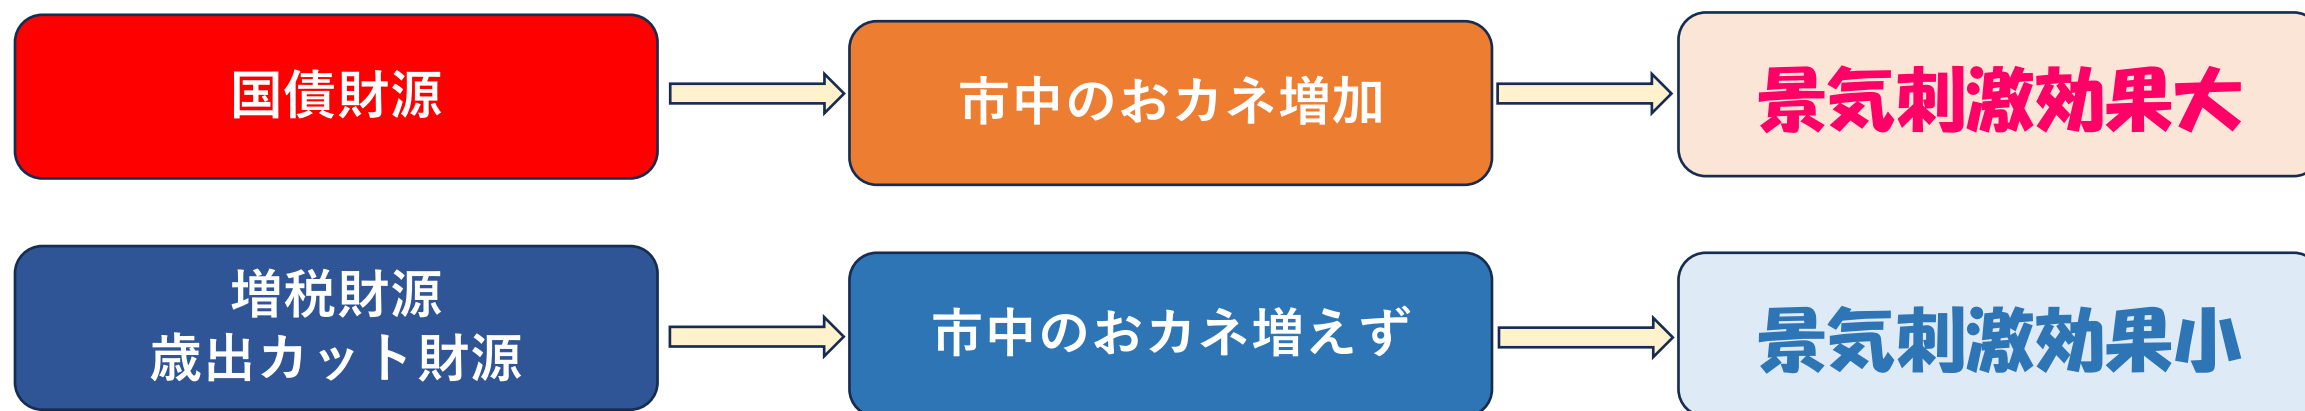 国債財源
市中のおカネ増加
景気刺激効果大
増税財源
歳出カット財源
市中のおカネ増えず
景気刺激効果小